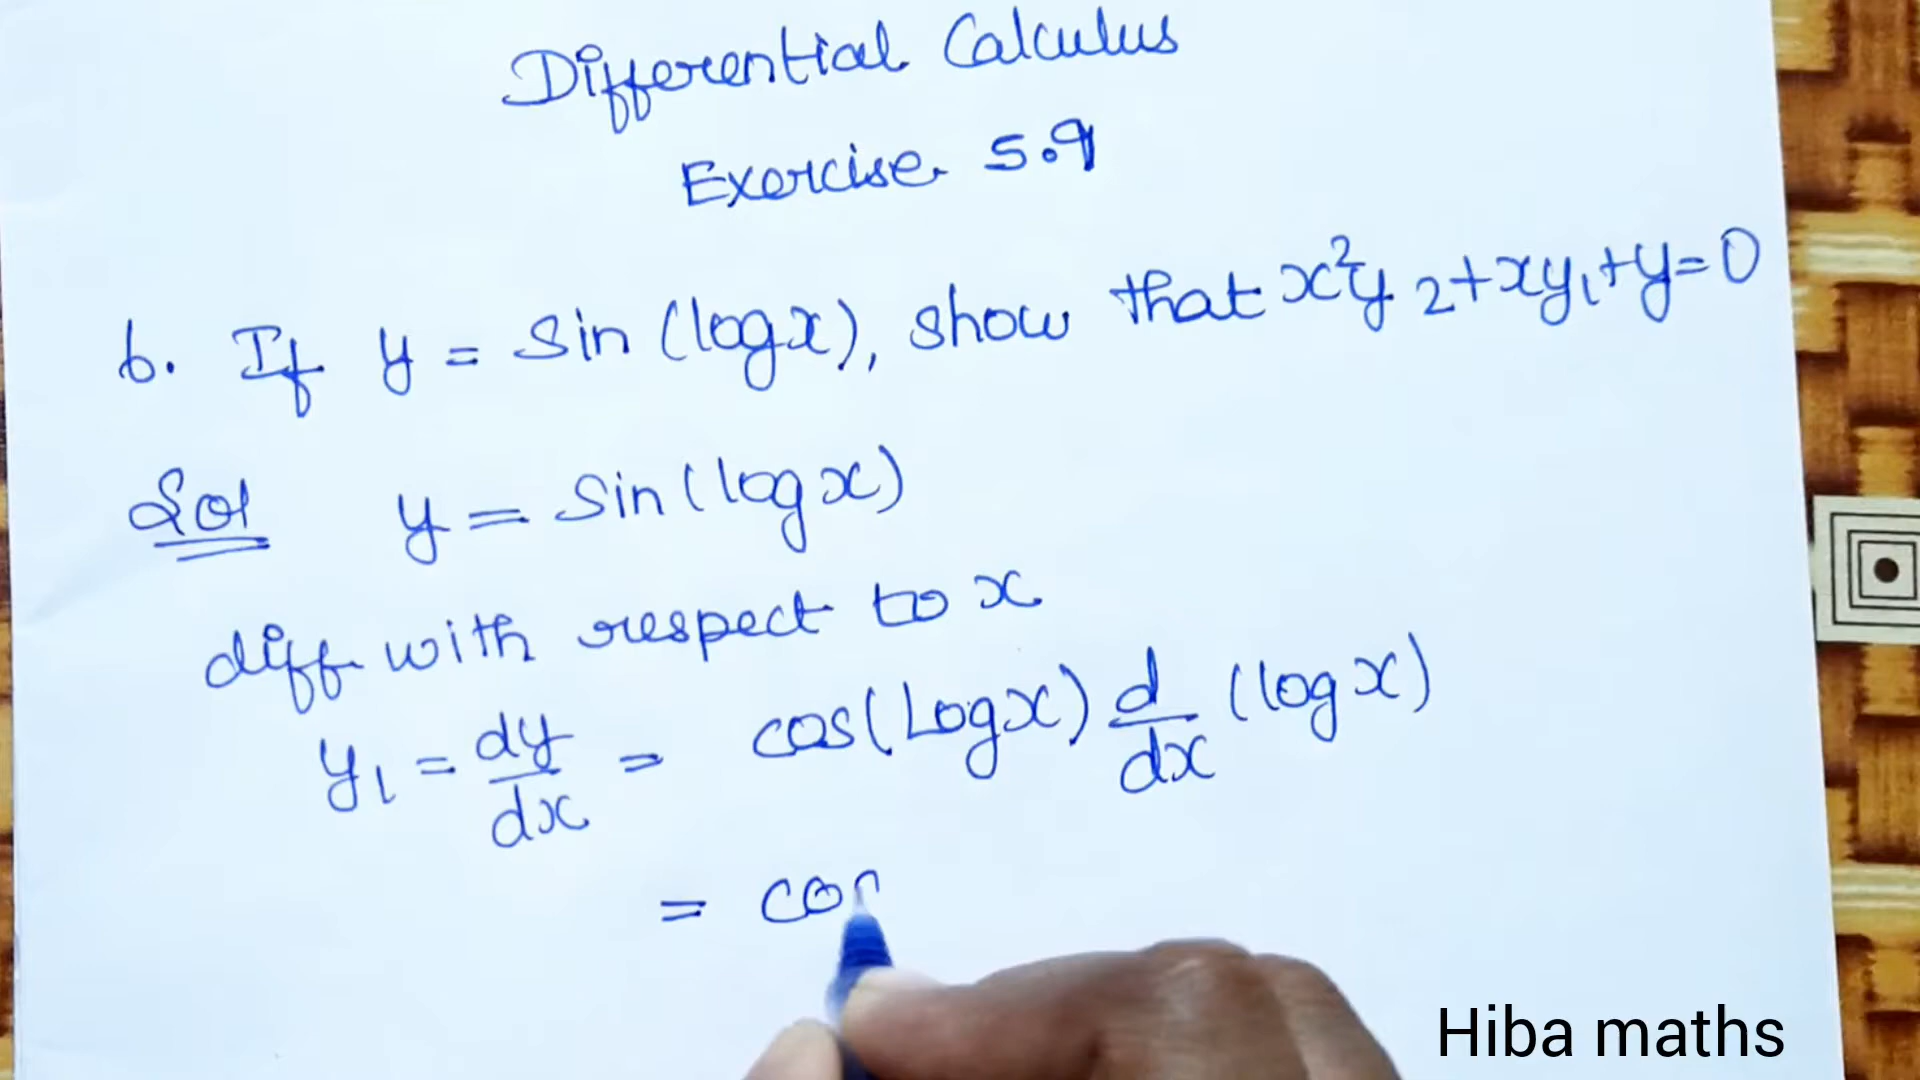 Differential Calculus
Exercise 5.9
6. If y = sin (log x), show that x²y₂+xy₁+y=0
Sol y = sin (log x)
diff with respect to x
y₁ = dy/dx = cos(Log x) d/dx (log x)
= cos
Hiba maths